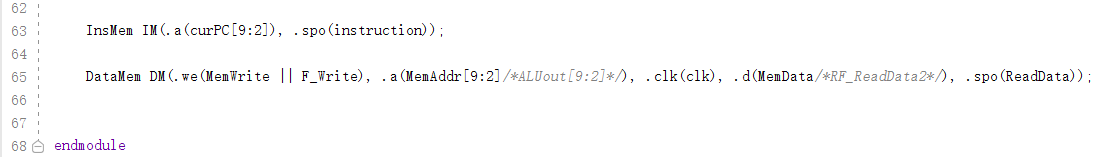 62
63 InsMem IM(.a(curPC[9:2]), .spo(instruction));
64
65 DataMem DM(.we(MemWrite || F_Write), .a(MemAddr[9:2]/*ALUout[9:2]*/), .clk(clk), .d(MemData/*RF_ReadData2*/), .spo(ReadData));
66
67
68 endmodule